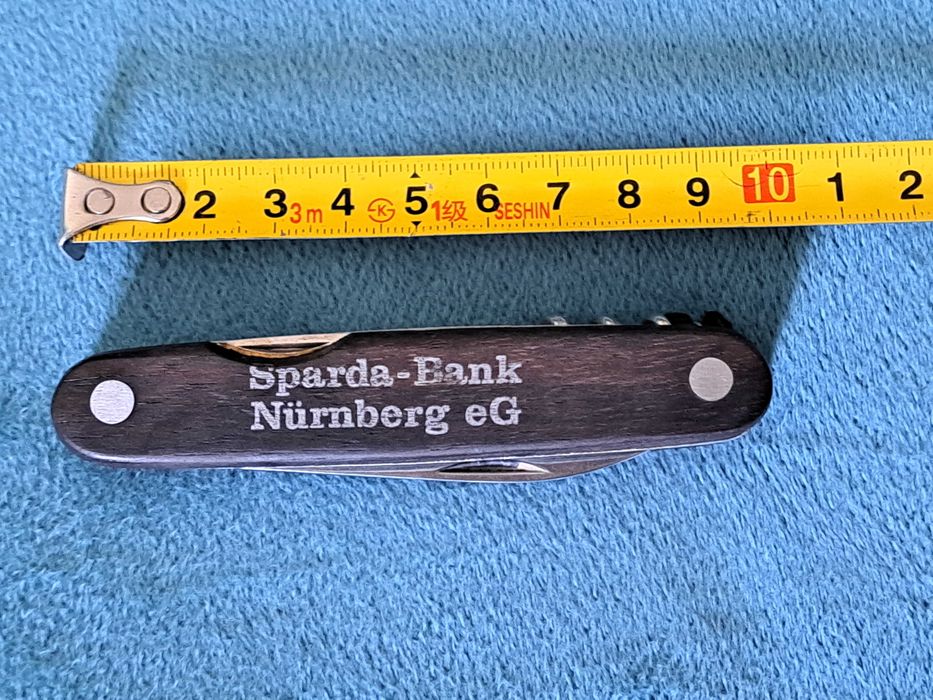 2 3 3m 4 K 5 1级 6 SESHIN 7 8 9 10 1 2
Sparda-Bank
Nürnberg eG